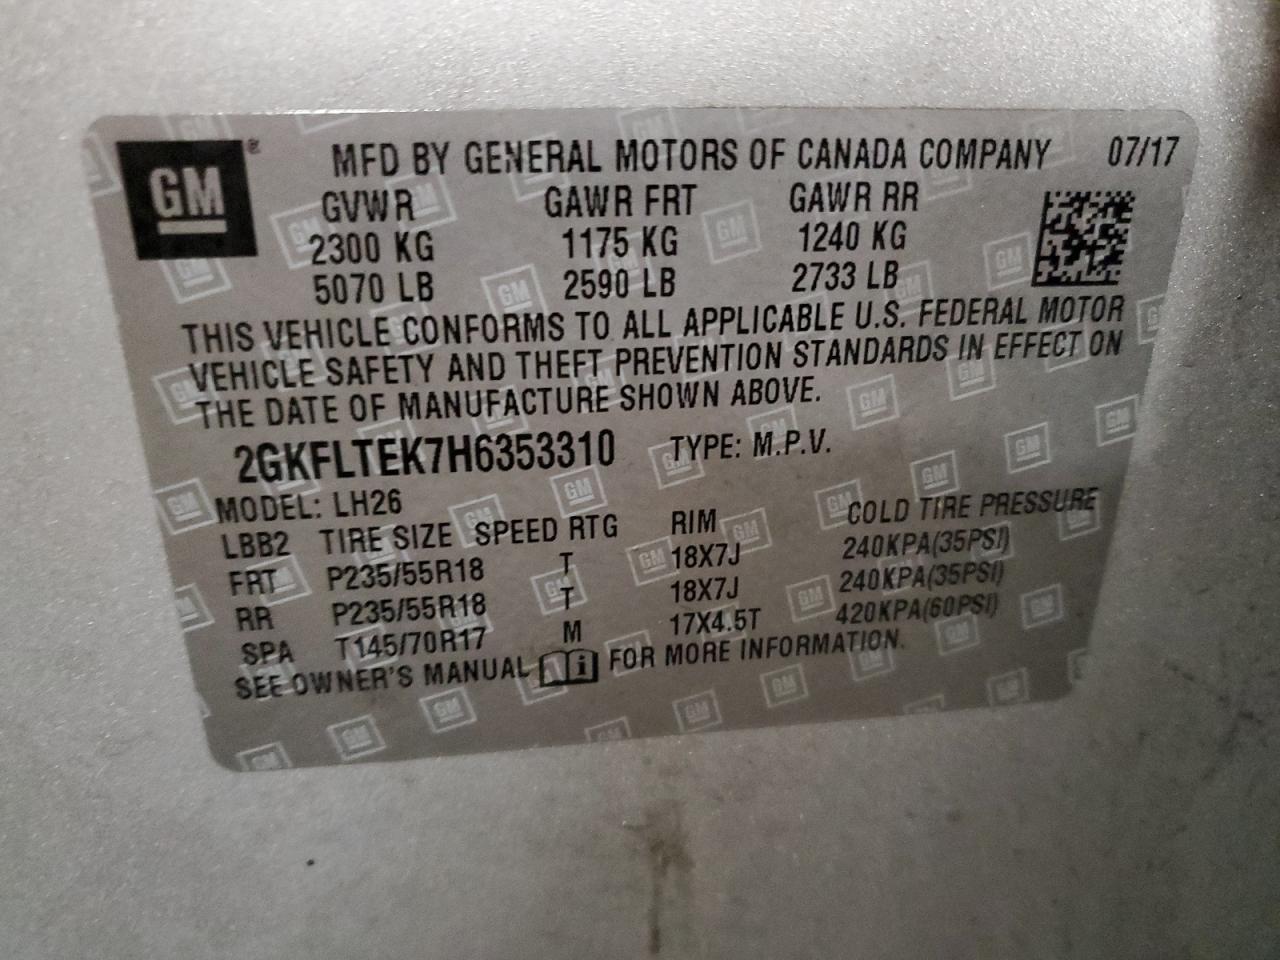 GM®
MFD BY GENERAL MOTORS OF CANADA COMPANY 07/17
GVWR GAWR FRT GAWR RR
2300 KG 1175 KG 1240 KG
5070 LB 2590 LB 2733 LB
THIS VEHICLE CONFORMS TO ALL APPLICABLE U.S. FEDERAL MOTOR
VEHICLE SAFETY AND THEFT PREVENTION STANDARDS IN EFFECT ON
THE DATE OF MANUFACTURE SHOWN ABOVE.
2GKFLTEK7H6353310 TYPE: M.P.V.
MODEL: LH26
LBB2 TIRE SIZE SPEED RTG RIM COLD TIRE PRESSURE
FRT P235/55R18 T 18X7J 240KPA(35PSI)
RR P235/55R18 T 18X7J 240KPA(35PSI)
SPA T145/70R17 M 17X4.5T 420KPA(60PSI)
SEE OWNER'S MANUAL i FOR MORE INFORMATION.